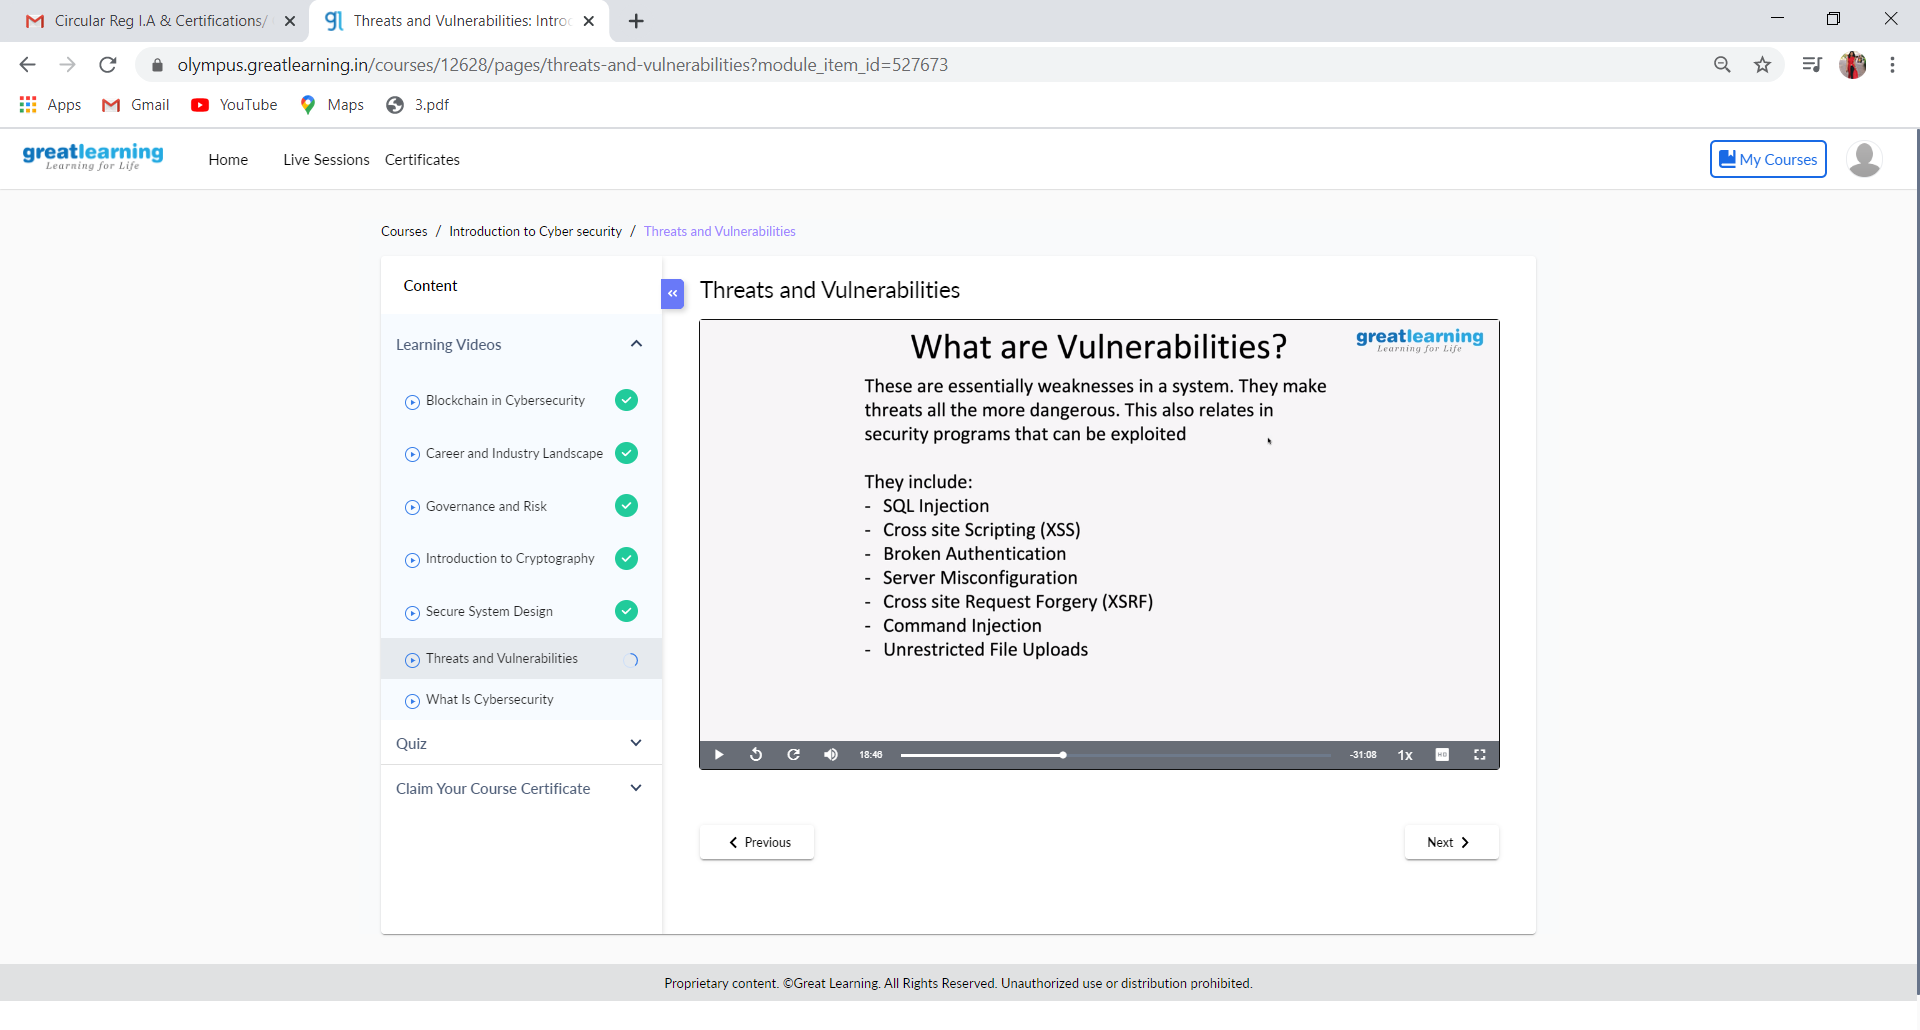 Circular Reg I.A & Certifications/
gl Threats and Vulnerabilities: Intro
olympus.greatlearning.in/courses/12628/pages/threats-and-vulnerabilities?module_item_id=527673
Apps Gmail YouTube Maps 3.pdf
greatlearning
Learning for Life
Home Live Sessions Certificates
My Courses
Courses / Introduction to Cyber security / Threats and Vulnerabilities
Content
Learning Videos
Blockchain in Cybersecurity
Career and Industry Landscape
Governance and Risk
Introduction to Cryptography
Secure System Design
Threats and Vulnerabilities
What Is Cybersecurity
Quiz
Claim Your Course Certificate
«
Threats and Vulnerabilities
What are Vulnerabilities?
greatlearning
Learning for Life
These are essentially weaknesses in a system. They make
threats all the more dangerous. This also relates in
security programs that can be exploited
They include:
- SQL Injection
- Cross site Scripting (XSS)
- Broken Authentication
- Server Misconfiguration
- Cross site Request Forgery (XSRF)
- Command Injection
- Unrestricted File Uploads
18:46 -31:08 1x HD
Previous
Next
Proprietary content. ©Great Learning. All Rights Reserved. Unauthorized use or distribution prohibited.